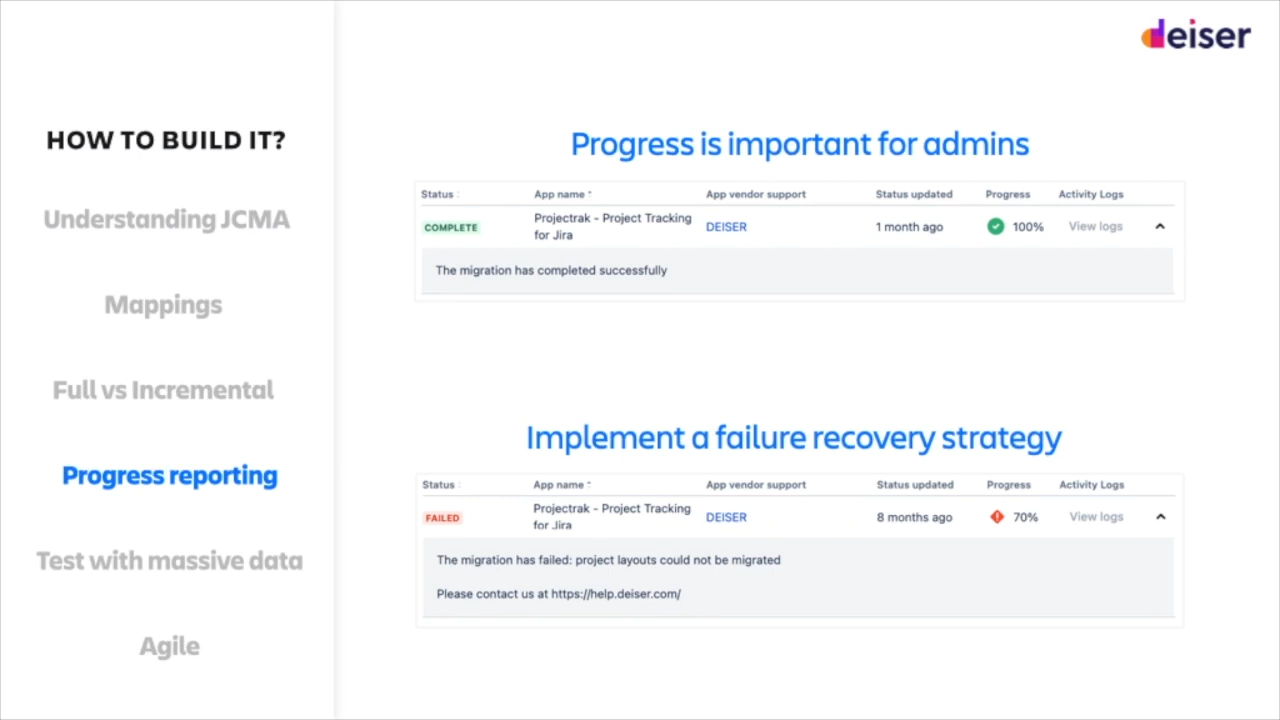 deiser
HOW TO BUILD IT?
Understanding JCMA
Mappings
Full vs Incremental
Progress reporting
Test with massive data
Agile
Progress is important for admins
Status App name App vendor support Status updated Progress Activity Logs
COMPLETE Projectrak - Project Tracking DEISER 1 month ago 100% View logs
for Jira
The migration has completed successfully
Implement a failure recovery strategy
Status App name App vendor support Status updated Progress Activity Logs
FAILED Projectrak - Project Tracking DEISER 8 months ago 70% View logs
for Jira
The migration has failed: project layouts could not be migrated
Please contact us at https://help.deiser.com/